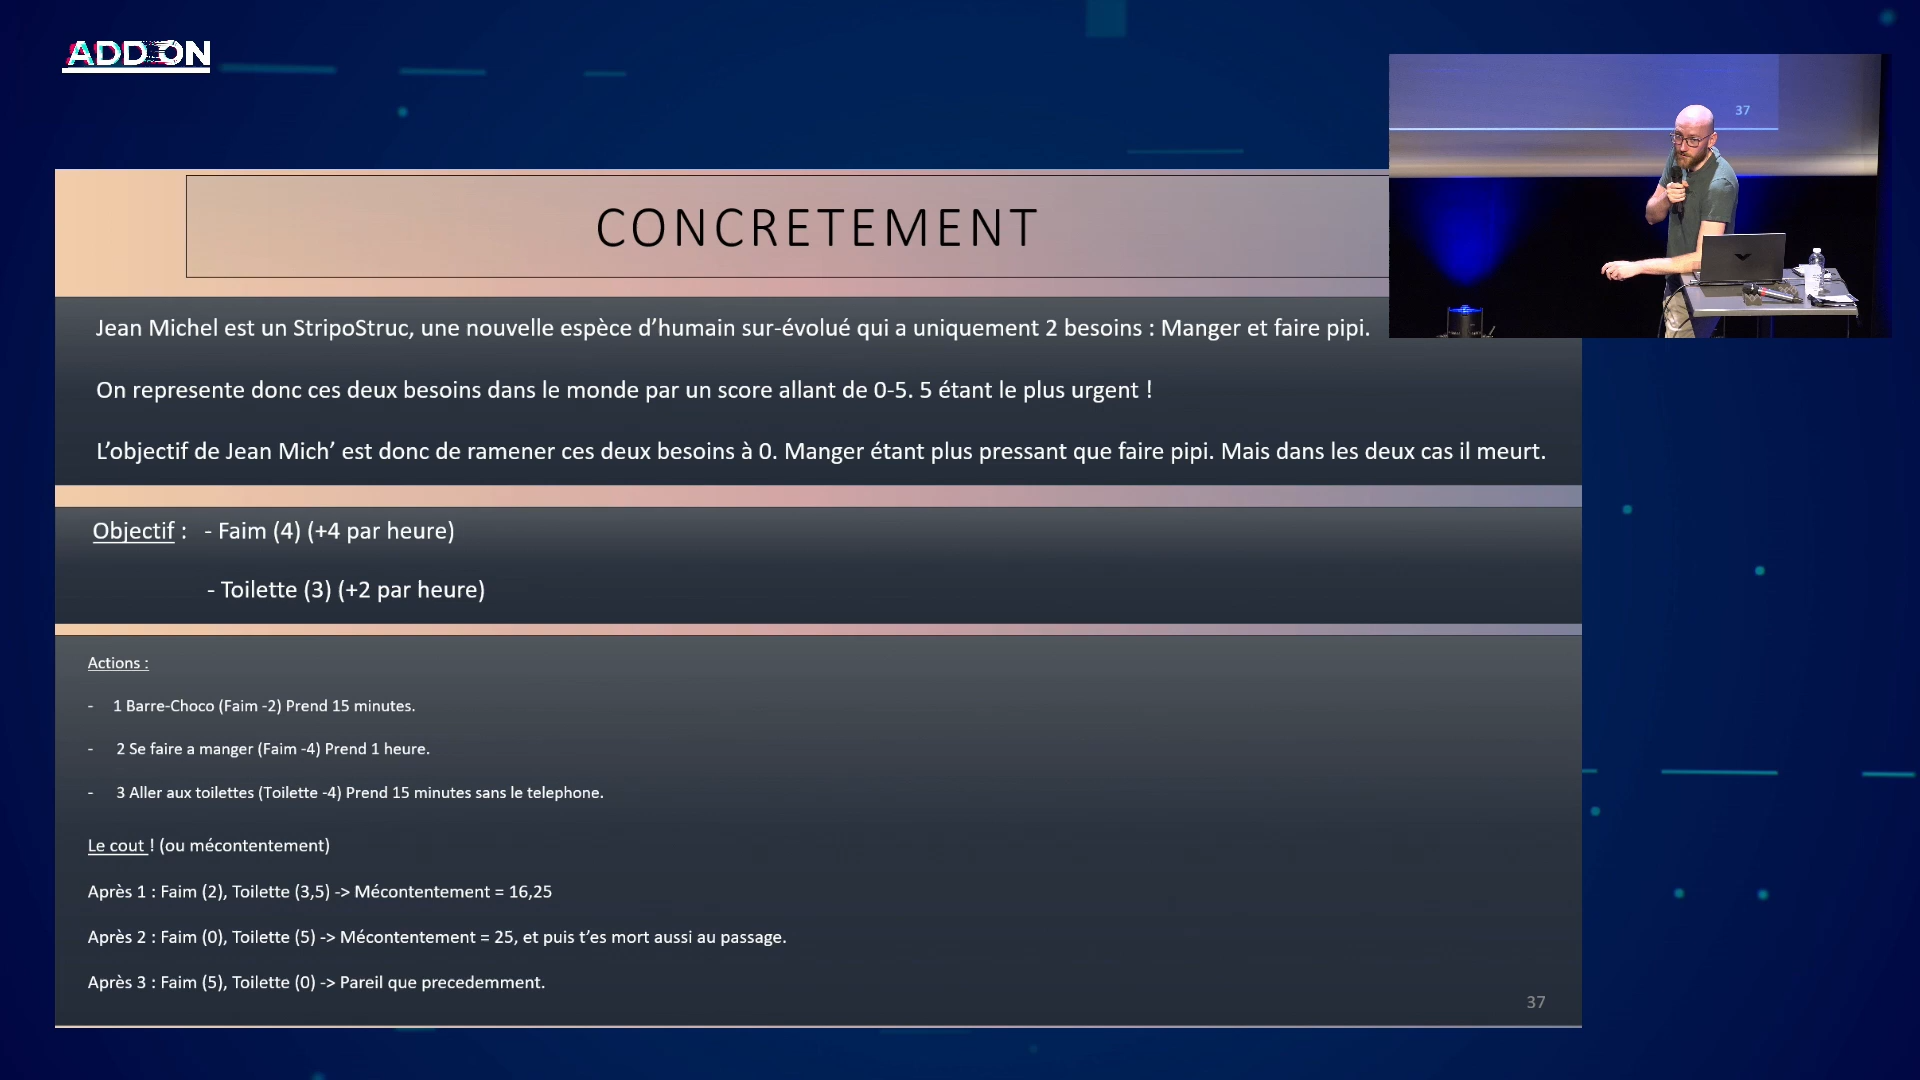 ADD ON
37
CONCRETEMENT
Jean Michel est un StripoStruc, une nouvelle espèce d’humain sur-évolué qui a uniquement 2 besoins : Manger et faire pipi.
On represente donc ces deux besoins dans le monde par un score allant de 0-5. 5 étant le plus urgent !
L’objectif de Jean Mich’ est donc de ramener ces deux besoins à 0. Manger étant plus pressant que faire pipi. Mais dans les deux cas il meurt.
Objectif : - Faim (4) (+4 par heure)
- Toilette (3) (+2 par heure)
Actions :
- 1 Barre-Choco (Faim -2) Prend 15 minutes.
- 2 Se faire a manger (Faim -4) Prend 1 heure.
- 3 Aller aux toilettes (Toilette -4) Prend 15 minutes sans le telephone.
Le cout ! (ou mécontentement)
Après 1 : Faim (2), Toilette (3,5) -> Mécontentement = 16,25
Après 2 : Faim (0), Toilette (5) -> Mécontentement = 25, et puis t’es mort aussi au passage.
Après 3 : Faim (5), Toilette (0) -> Pareil que precedemment.
37